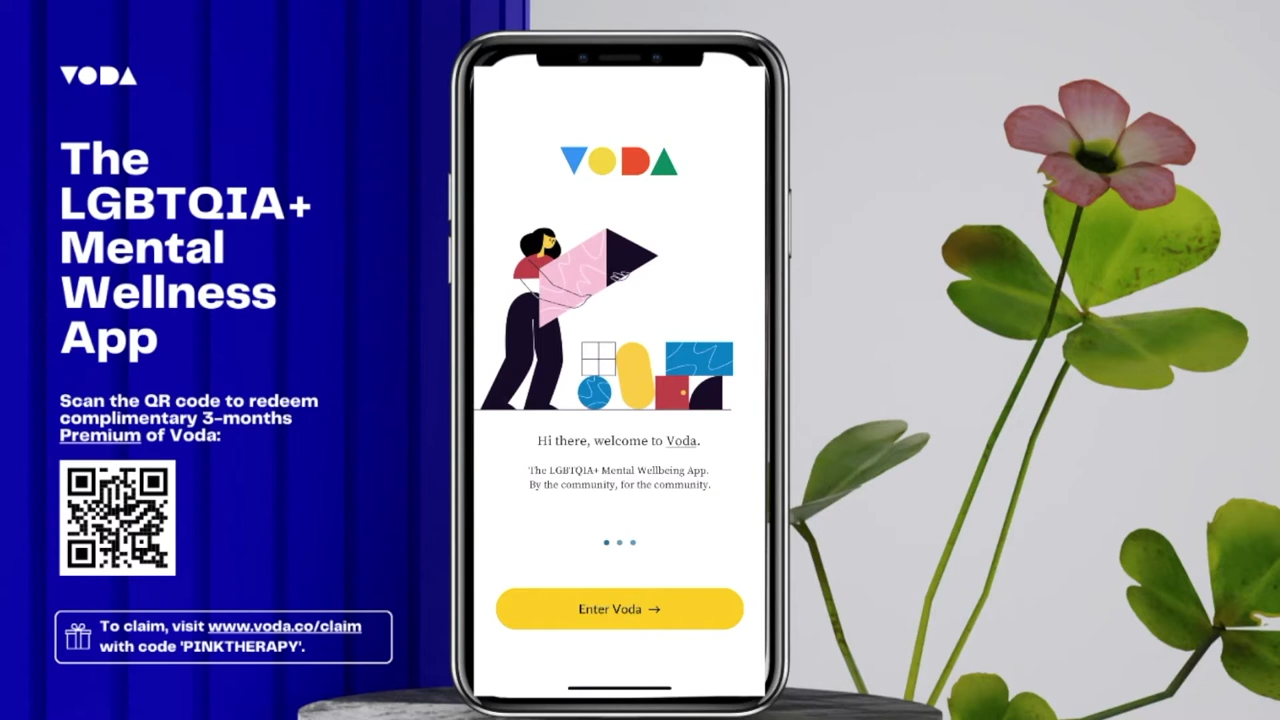 VODA
The
LGBTQIA+
Mental
Wellness
App
Scan the QR code to redeem
complimentary 3-months
Premium of Voda:
To claim, visit www.voda.co/claim
with code 'PINKTHERAPY'.
VODA
Hi there, welcome to Voda.
The LGBTQIA+ Mental Wellbeing App.
By the community, for the community.
Enter Voda →